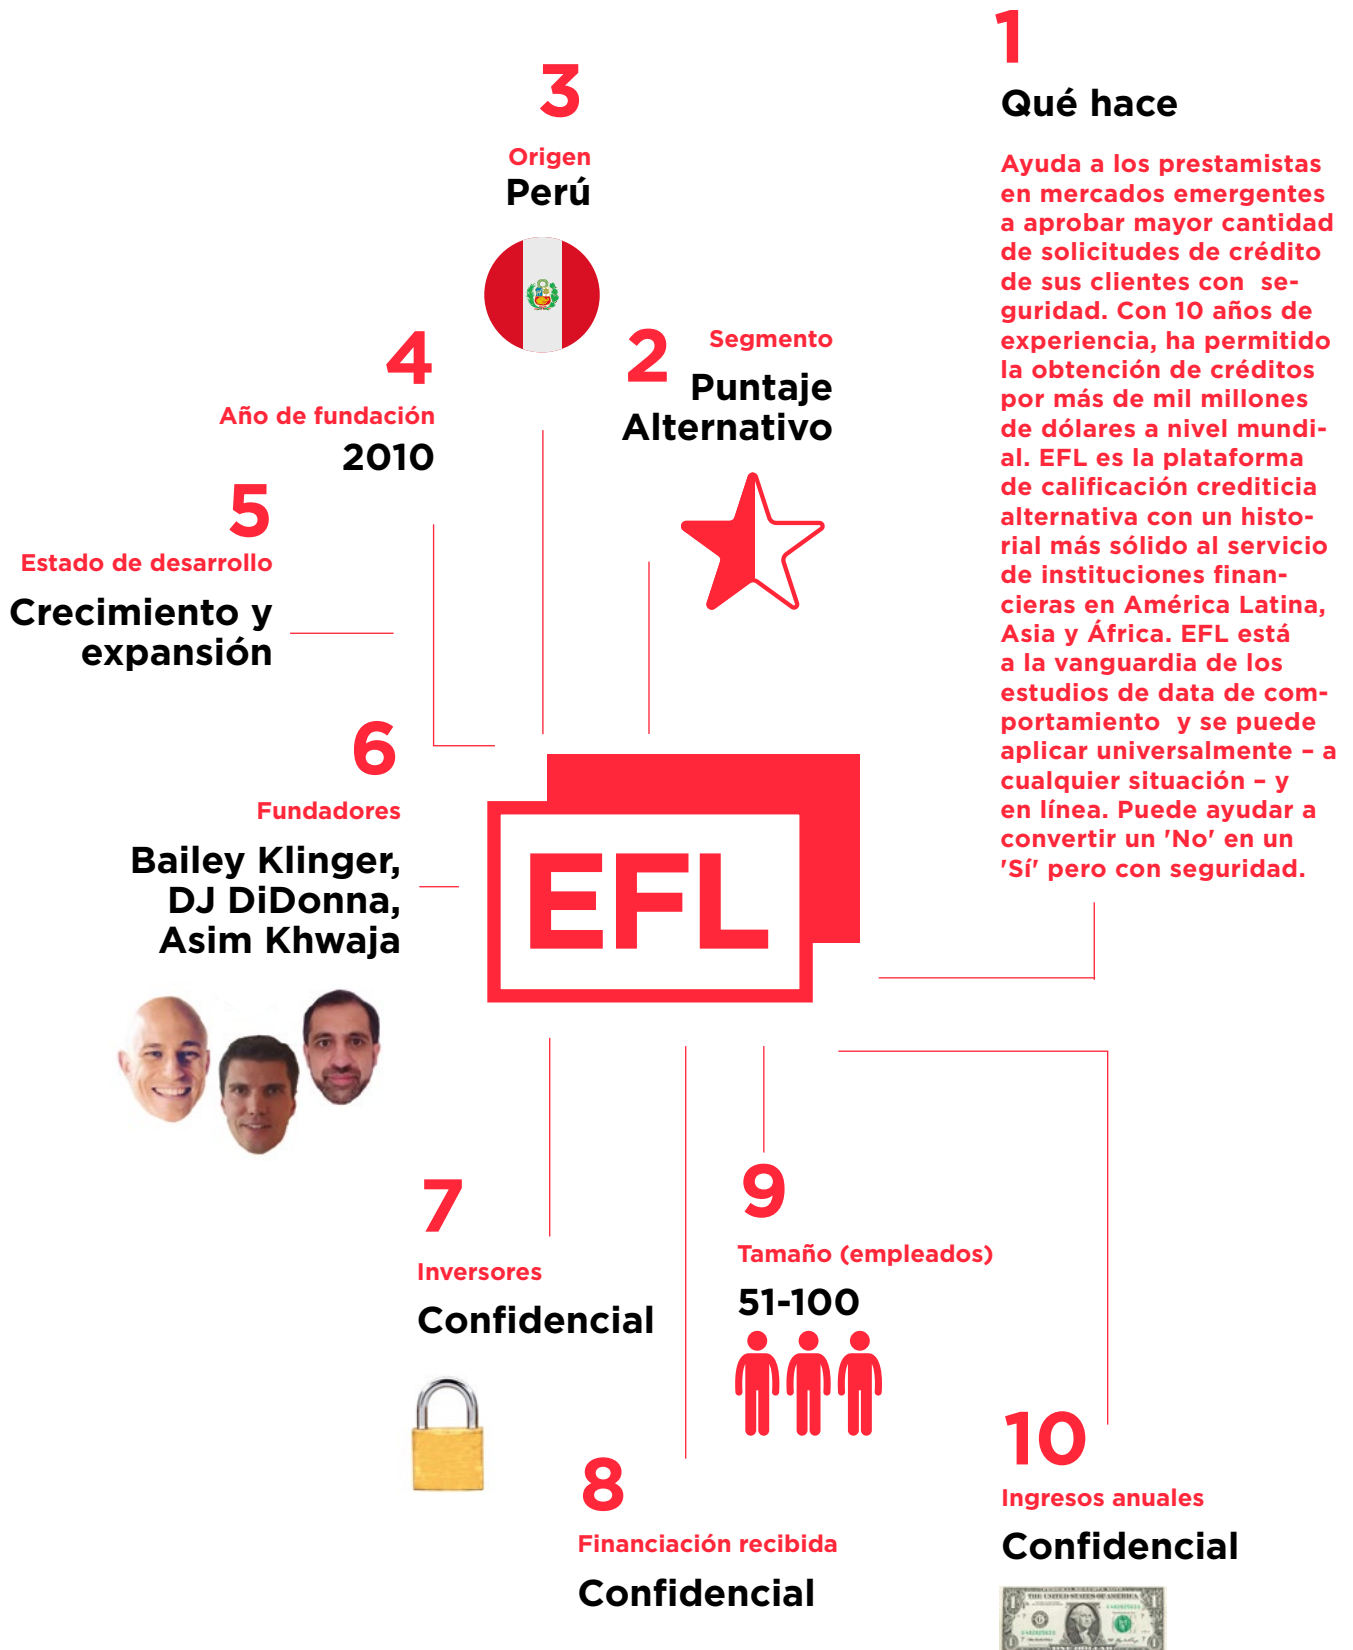 1
Qué hace
Ayuda a los prestamistas
en mercados emergentes
a aprobar mayor cantidad
de solicitudes de crédito
de sus clientes con  se-
guridad. Con 10 años de
experiencia, ha permitido
la obtención de créditos
por más de mil millones
de dólares a nivel mundi-
al. EFL es la plataforma
de calificación crediticia
alternativa con un histo-
rial más sólido al servicio
de instituciones finan-
cieras en América Latina,
Asia y África. EFL está
a la vanguardia de los
estudios de data de com-
portamiento  y se puede
aplicar universalmente – a
cualquier situación – y
en línea. Puede ayudar a
convertir un 'No' en un
'Sí' pero con seguridad.
2
Segmento
Puntaje
Alternativo
3
Origen
Perú
4
Año de fundación
2010
5
Estado de desarrollo
Crecimiento y
expansión
6
Fundadores
Bailey Klinger,
DJ DiDonna,
Asim Khwaja
EFL
7
Inversores
Confidencial
8
Financiación recibida
Confidencial
9
Tamaño (empleados)
51-100
10
Ingresos anuales
Confidencial
THE UNITED STATES OF AMERICA
ONE DOLLAR